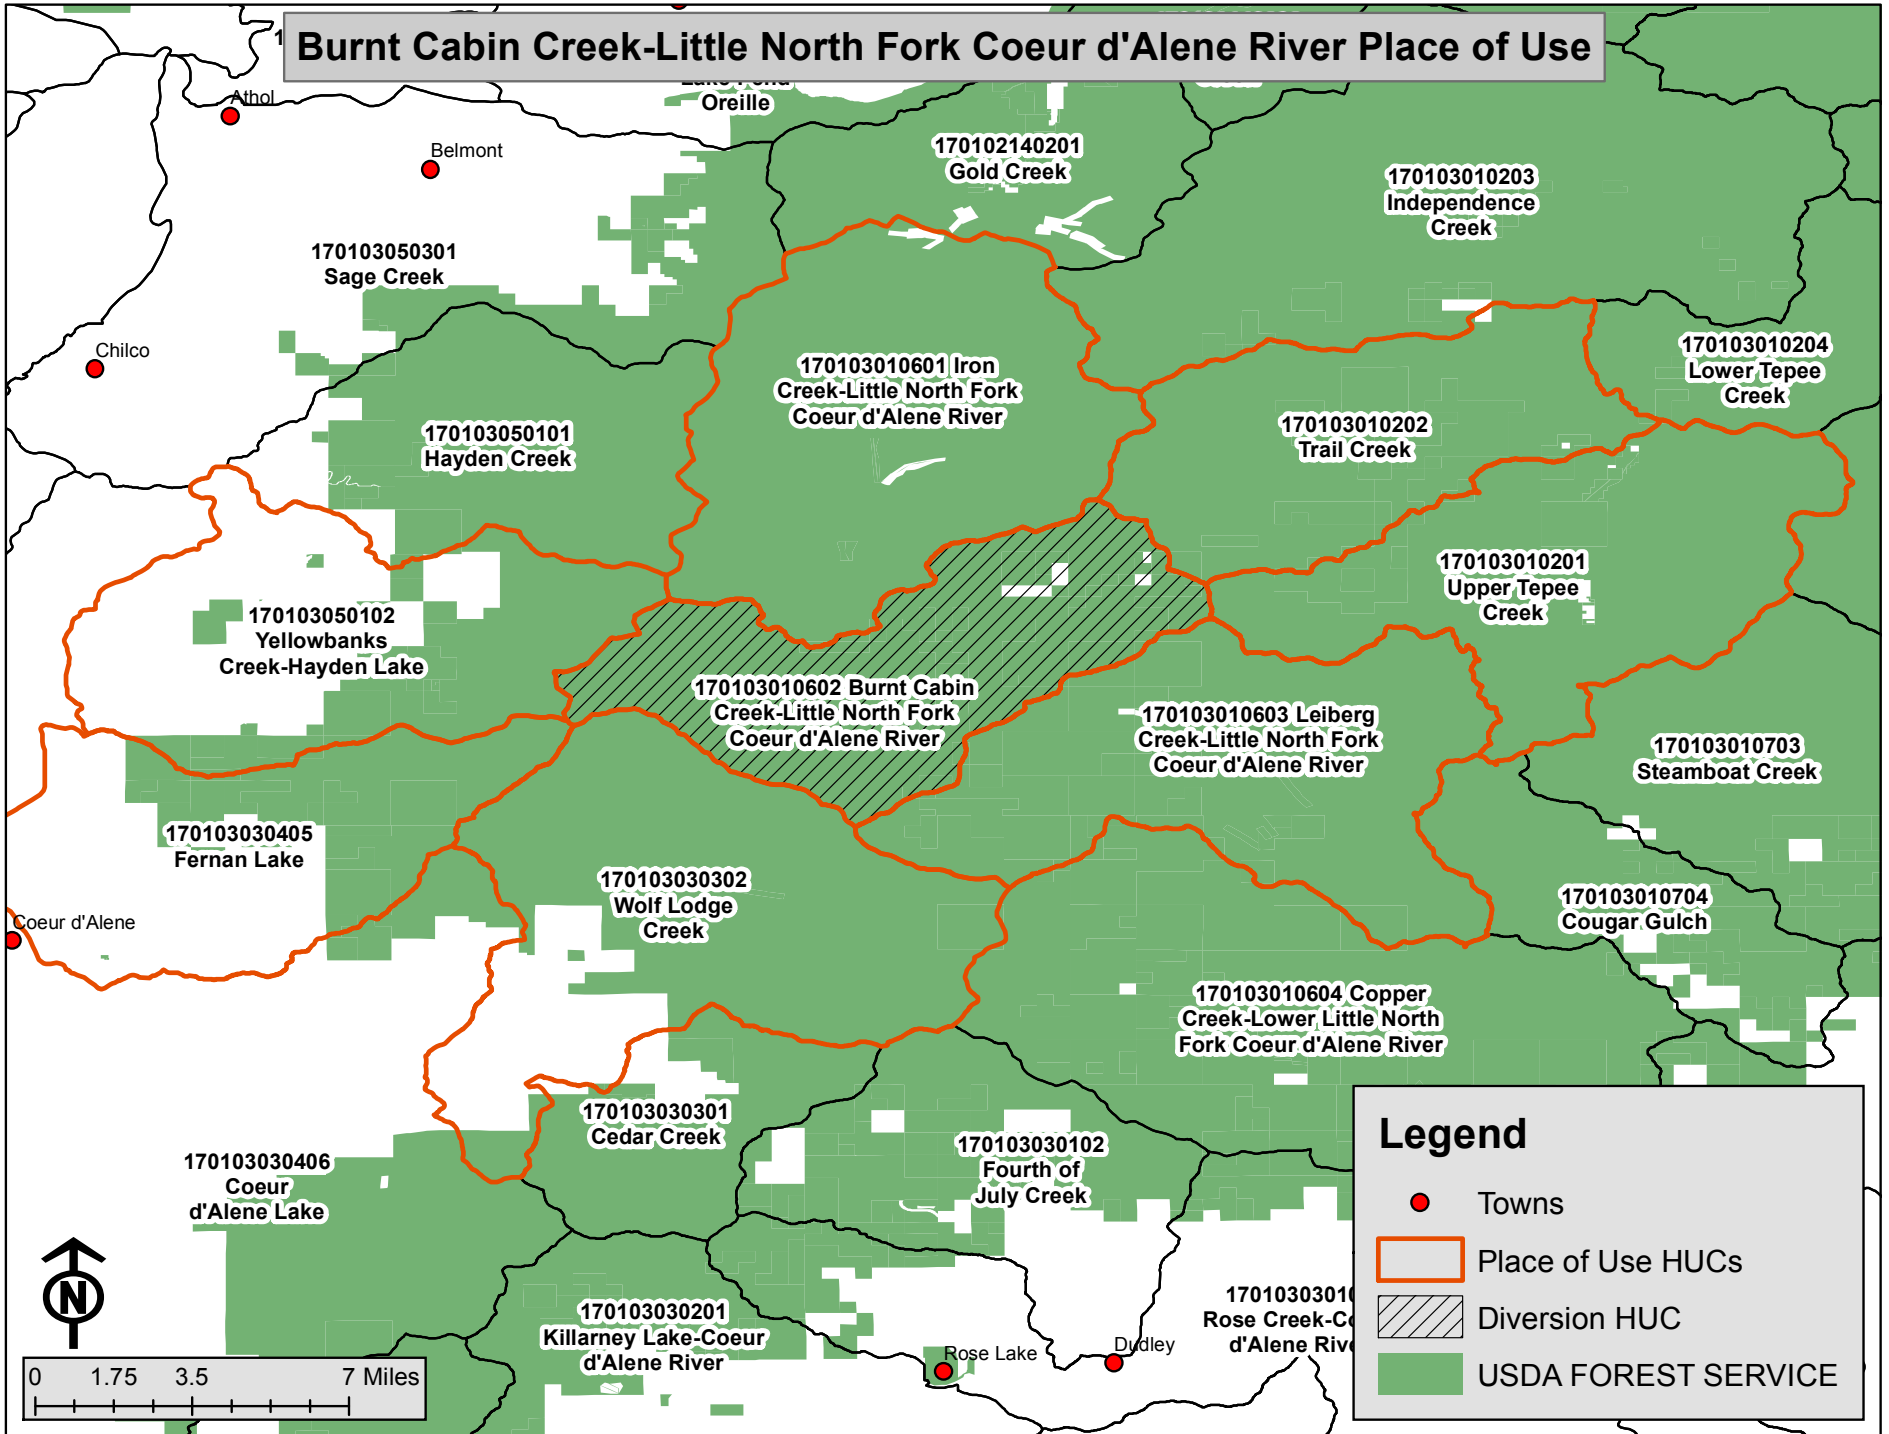 Burnt Cabin Creek-Little North Fork Coeur d'Alene River Place of Use
Oreille
Athol
Belmont
170102140201
Gold Creek
170103010203
Independence
Creek
170103050301
Sage Creek
Chilco
170103010204
Lower Tepee
Creek
170103010601 Iron
Creek-Little North Fork
Coeur d'Alene River
170103050101
Hayden Creek
170103010202
Trail Creek
170103010201
Upper Tepee
Creek
170103050102
Yellowbanks
Creek-Hayden Lake
170103010602 Burnt Cabin
Creek-Little North Fork
Coeur d'Alene River
170103010603 Leiberg
Creek-Little North Fork
Coeur d'Alene River
170103010703
Steamboat Creek
170103030405
Fernan Lake
170103030302
Wolf Lodge
Creek
170103010704
Cougar Gulch
Coeur d'Alene
170103010604 Copper
Creek-Lower Little North
Fork Coeur d'Alene River
170103030301
Cedar Creek
170103030102
Fourth of
July Creek
170103030406
Coeur
d'Alene Lake
170103030201
Killarney Lake-Coeur
d'Alene River
17010303010
Rose Creek-Co
d'Alene Rive
Rose Lake
Dudley
Legend
Towns
Place of Use HUCs
Diversion HUC
USDA FOREST SERVICE
N
0 1.75 3.5 7 Miles